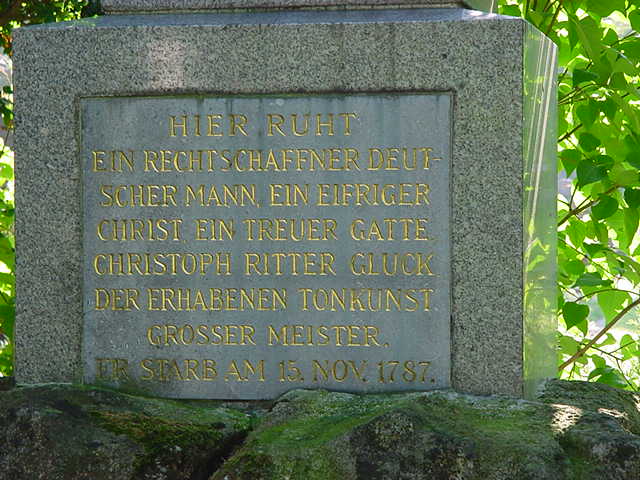 HIER RUHT
EIN RECHTSCHAFFNER DEUT-
SCHER MANN, EIN EIFRIGER
CHRIST, EIN TREUER GATTE,
CHRISTOPH RITTER GLUCK,
DER ERHABENEN TONKUNST
GROSSER MEISTER.
ER STARB AM 15. NOV. 1787.